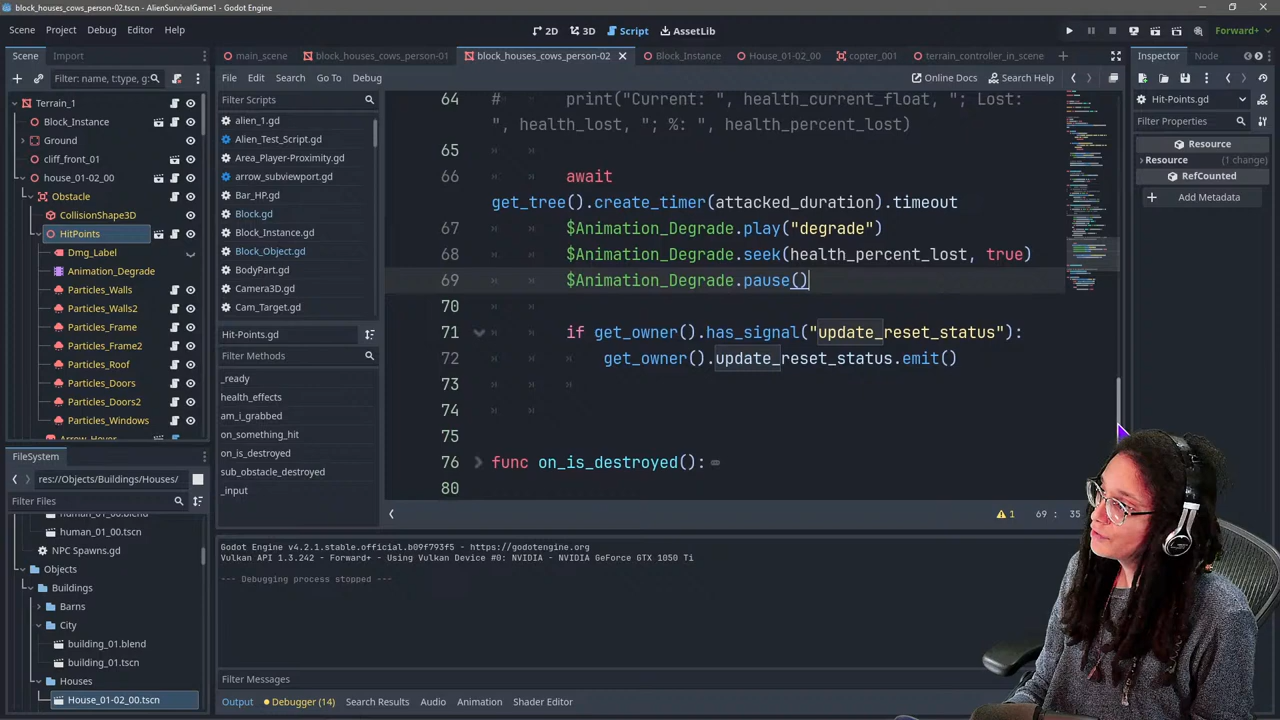 block_houses_cows_person-02.tscn - AlienSurvivalGame1 - Godot Engine
Scene Project Debug Editor Help
2D 3D Script AssetLib
Forward+
Scene Import
main_scene block_houses_cows_person-01 block_houses_cows_person-02 Block_Instance House_01-02_00 copter_001 terrain_controller_in_scene
Inspector Node
Filter: name, t:type, g:
File Edit Search Go To Debug
Online Docs Search Help
Terrain_1
Block_Instance
Ground
cliff_front_01
house_01-02_00
Obstacle
CollisionShape3D
HitPoints
Dmg_Label
Animation_Degrade
Particles_Walls
Particles_Walls2
Particles_Frame
Particles_Frame2
Particles_Roof
Particles_Doors
Particles_Doors2
Particles_Windows
Arrow_Hover
Filter Scripts
alien_1.gd
Alien_Test_Script.gd
Area_Player-Proximity.gd
arrow_subviewport.gd
Bar_HP.gd
Block.gd
Block_Instance.gd
Block_Object.gd
BodyPart.gd
Camera3D.gd
Cam_Target.gd
Hit-Points.gd
Filter Methods
_ready
health_effects
am_i_grabbed
on_something_hit
on_is_destroyed
sub_obstacle_destroyed
_input
64 # print("Current: ", health_current_float, "; Lost:
", health_lost, "; %: ", health_percent_lost)
65
66 await
get_tree().create_timer(attacked_duration).timeout
67 $Animation_Degrade.play("degrade")
68 $Animation_Degrade.seek(health_percent_lost, true)
69 $Animation_Degrade.pause()
70
71 if get_owner().has_signal("update_reset_status"):
72 get_owner().update_reset_status.emit()
73
74
75
76 func on_is_destroyed():
80
1 69 : 35
Hit-Points.gd
Filter Properties
Resource
Resource (1 change)
RefCounted
Add Metadata
FileSystem
res://Objects/Buildings/Houses/
Filter Files
human_01_00.blend
human_01_00.tscn
NPC Spawns.gd
Objects
Buildings
Barns
City
building_01.blend
building_01.tscn
Houses
House_01-02_00.tscn
Godot Engine v4.2.1.stable.official.b09f793f5 - https://godotengine.org
Vulkan API 1.3.242 - Forward+ - Using Vulkan Device #0: NVIDIA - NVIDIA GeForce GTX 1050 Ti
--- Debugging process stopped ---
Filter Messages
Output Debugger (14) Search Results Audio Animation Shader Editor